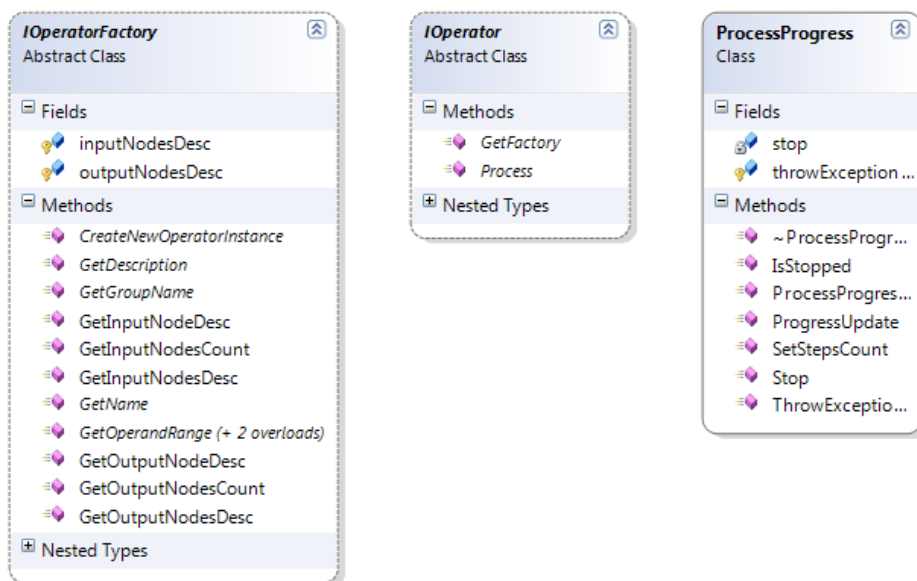 IOperatorFactory
Abstract Class
Fields
inputNodesDesc
outputNodesDesc
Methods
CreateNewOperatorInstance
GetDescription
GetGroupName
GetInputNodeDesc
GetInputNodesCount
GetInputNodesDesc
GetName
GetOperandRange (+ 2 overloads)
GetOutputNodeDesc
GetOutputNodesCount
GetOutputNodesDesc
Nested Types
IOperator
Abstract Class
Methods
GetFactory
Process
Nested Types
ProcessProgress
Class
Fields
stop
throwException ...
Methods
~ProcessProgr...
IsStopped
ProcessProgres...
ProgressUpdate
SetStepsCount
Stop
ThrowExceptio...